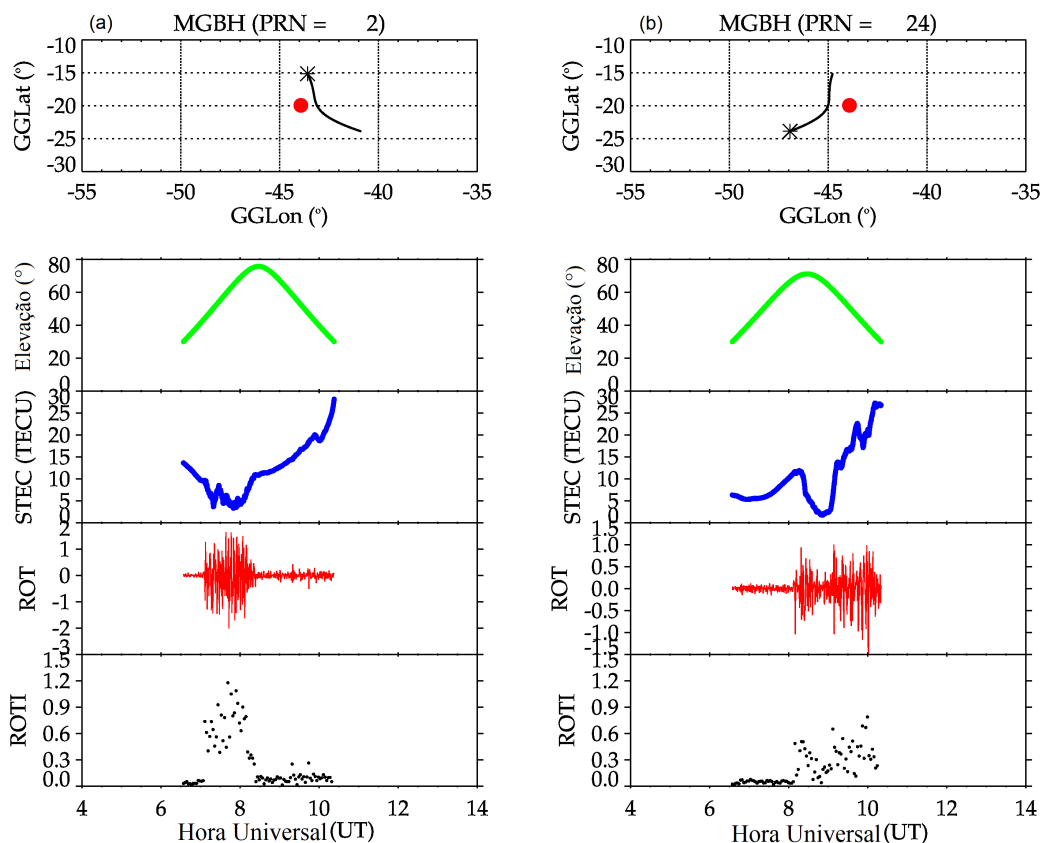 (a) MGBH (PRN = 2)
GGLat (°)
-10
-15
-20
-25
-30
-55 -50 -45 -40 -35
GGLon (°)
Elevação (°)
80
60
40
20
0
STEC (TECU)
30
25
20
15
10
5
0
ROT
2
1
0
-1
-2
-3
ROTI
1.5
1.2
0.9
0.6
0.3
0.0
4 6 8 10 12 14
Hora Universal (UT)
(b) MGBH (PRN = 24)
GGLat (°)
-10
-15
-20
-25
-30
-55 -50 -45 -40 -35
GGLon (°)
Elevação (°)
80
60
40
20
0
STEC (TECU)
30
25
20
15
10
5
0
ROT
1.5
1.0
0.5
0.0
-0.5
-1.0
-1.5
ROTI
1.5
1.2
0.9
0.6
0.3
0.0
4 6 8 10 12 14
Hora Universal (UT)